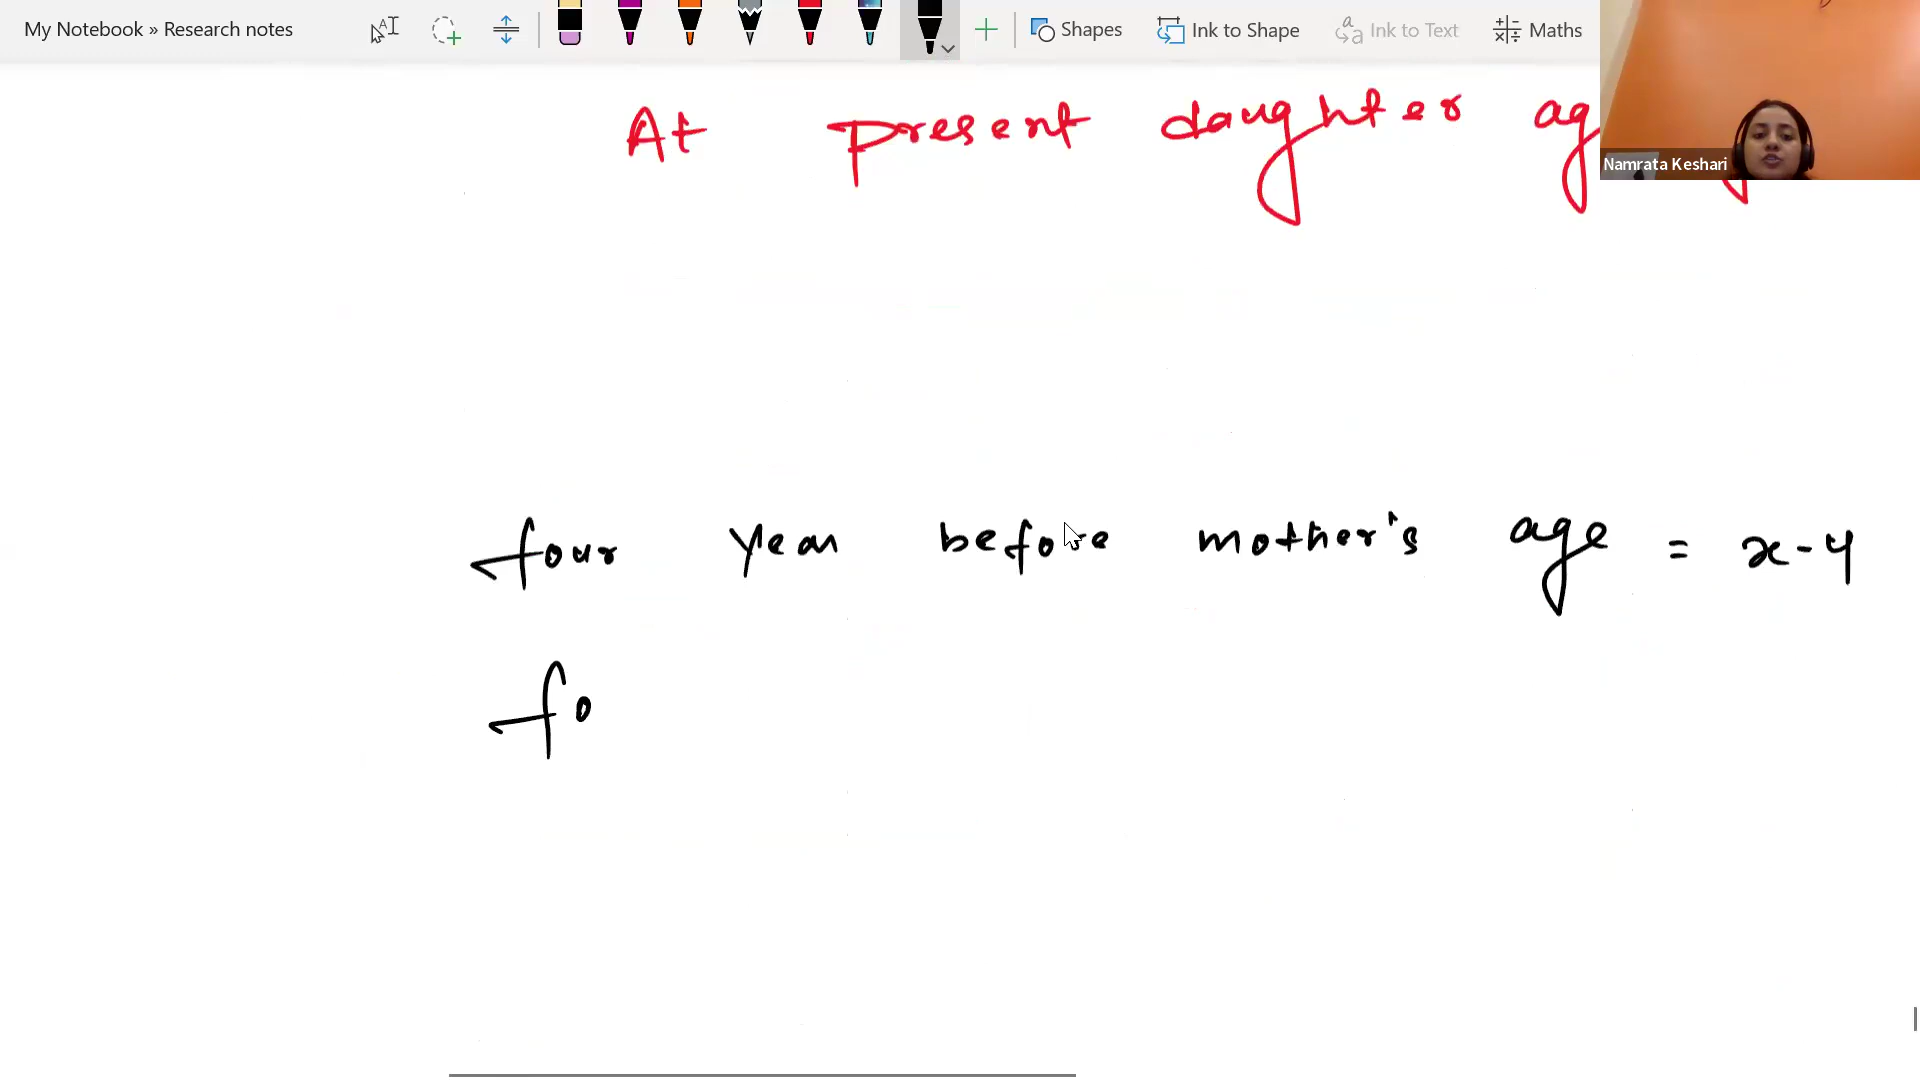 My Notebook » Research notes
Shapes
Ink to Shape
Ink to Text
Maths
Namrata Keshari
At present daughter ag
four year before mother's age = x-4
fo